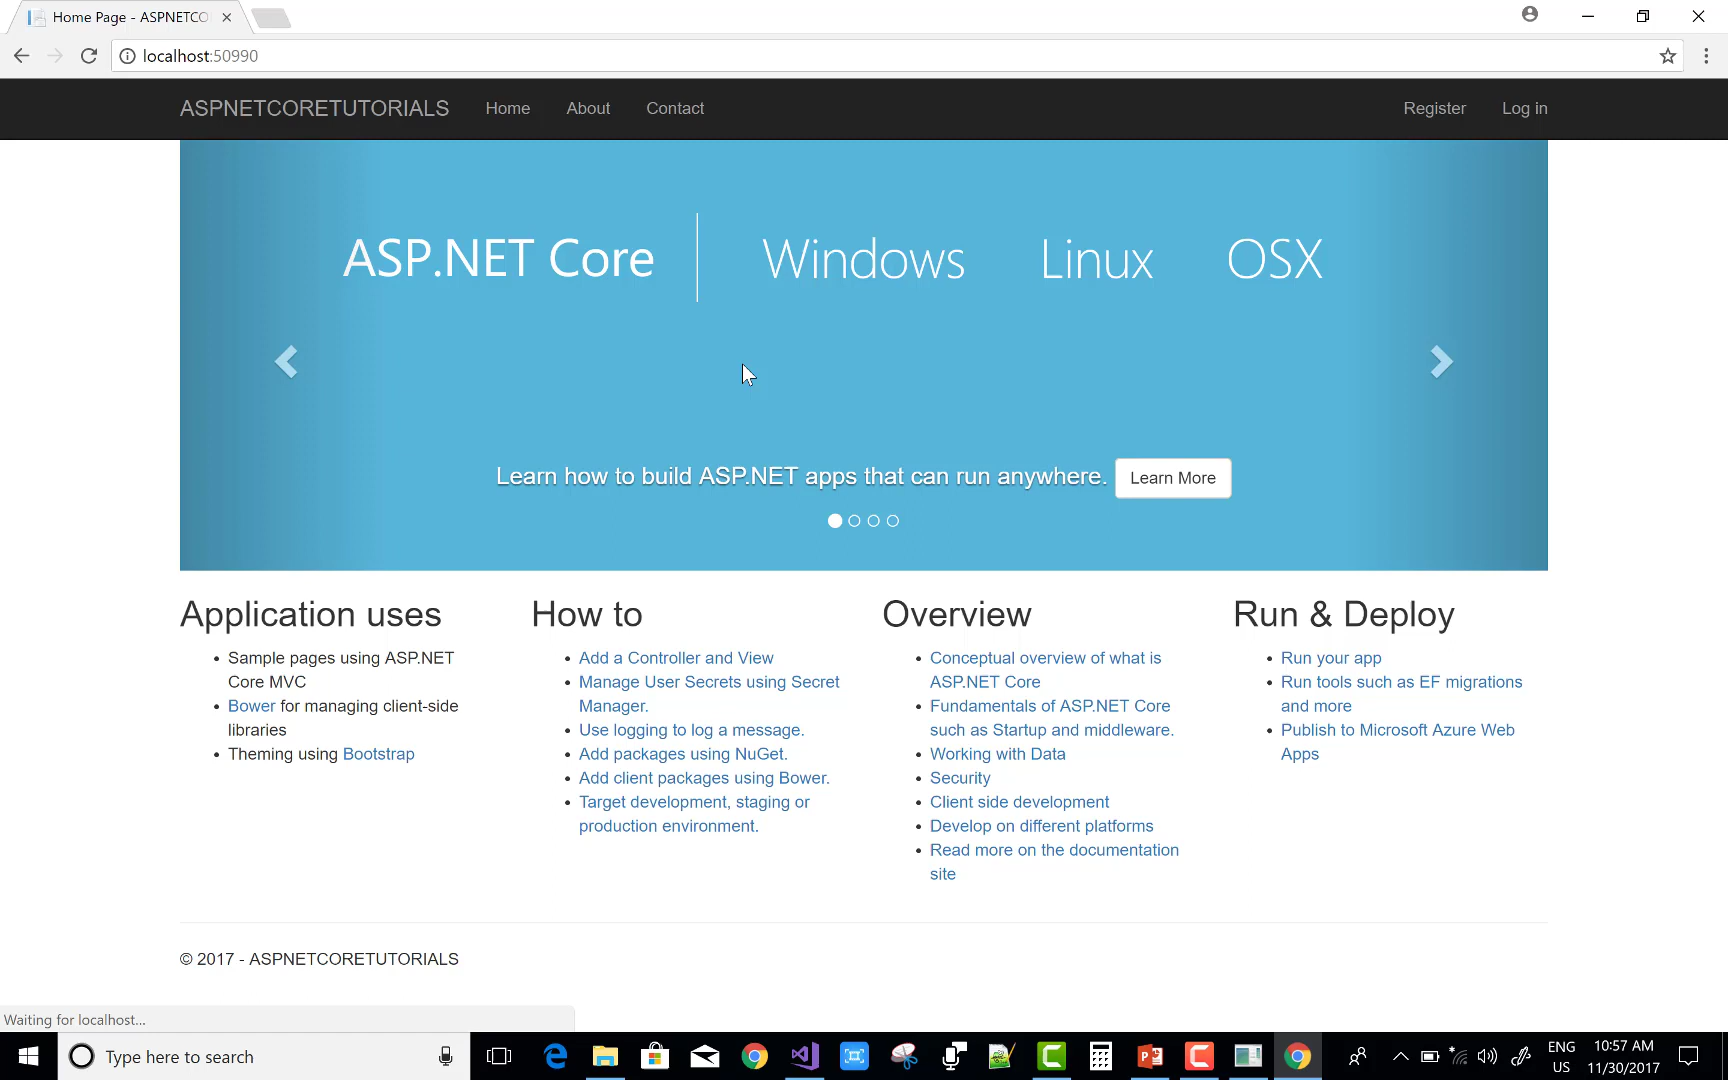 Home Page - ASPNETCO
localhost:50990
ASPNETCORETUTORIALS Home About Contact Register Log in
ASP.NET Core Windows Linux OSX
Learn how to build ASP.NET apps that can run anywhere. Learn More
Application uses
Sample pages using ASP.NET
Core MVC
Bower for managing client-side
libraries
Theming using Bootstrap
How to
Add a Controller and View
Manage User Secrets using Secret
Manager.
Use logging to log a message.
Add packages using NuGet.
Add client packages using Bower.
Target development, staging or
production environment.
Overview
Conceptual overview of what is
ASP.NET Core
Fundamentals of ASP.NET Core
such as Startup and middleware.
Working with Data
Security
Client side development
Develop on different platforms
Read more on the documentation
site
Run & Deploy
Run your app
Run tools such as EF migrations
and more
Publish to Microsoft Azure Web
Apps
© 2017 - ASPNETCORETUTORIALS
Waiting for localhost...
Type here to search
ENG
US
10:57 AM
11/30/2017